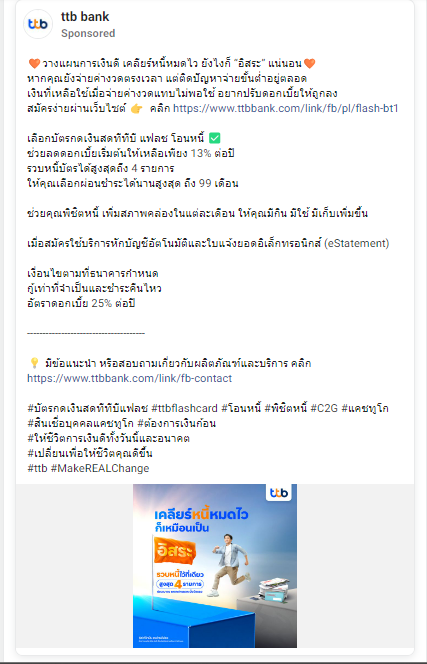 ttb
ttb bank
Sponsored
🧡วางแผนการเงินดี เคลียร์หนี้หมดไว ยังไงก็ "อิสระ" แน่นอน🧡
หากคุณยังจ่ายค่างวดตรงเวลา แต่ติดปัญหาจ่ายขั้นต่ำอยู่ตลอด
เงินที่เหลือใช้เมื่อจ่ายค่างวดแทบไม่พอใช้ อยากปรับดอกเบี้ยให้ถูกลง
สมัครง่ายผ่านเว็บไซต์ 👉 คลิก https://www.ttbbank.com/link/fb/pl/flash-bt1
เลือกบัตรกดเงินสดทีทีบี แฟลช โอนหนี้ ✅
ช่วยลดดอกเบี้ยเริ่มต้นให้เหลือเพียง 13% ต่อปี
รวบหนี้บัตรได้สูงสุดถึง 4 รายการ
ให้คุณเลือกผ่อนชำระได้นานสูงสุด ถึง 99 เดือน
ช่วยคุณพิชิตหนี้ เพิ่มสภาพคล่องในแต่ละเดือน ให้คุณมีกิน มีใช้ มีเก็บเพิ่มขึ้น
เมื่อสมัครใช้บริการหักบัญชีอัตโนมัติและใบแจ้งยอดอิเล็กทรอนิกส์ (eStatement)
เงื่อนไขตามที่ธนาคารกำหนด
กู้เท่าที่จำเป็นและชำระคืนไหว
อัตราดอกเบี้ย 25% ต่อปี
--------------------------------------
💡 มีข้อแนะนำ หรือสอบถามเกี่ยวกับผลิตภัณฑ์และบริการ คลิก
https://www.ttbbank.com/link/fb-contact
#บัตรกดเงินสดทีทีบีแฟลช #ttbflashcard #โอนหนี้ #พิชิตหนี้ #C2G #แคชทูโก
#สินเชื่อบุคคลแคชทูโก #ต้องการเงินก้อน
#ให้ชีวิตการเงินดีทั้งวันนี้และอนาคต
#เปลี่ยนเพื่อให้ชีวิตคุณดีขึ้น
#ttb #MakeREALChange
ttb
เคลียร์หนี้หมดไว
ก็เหมือนเป็น
อิสระ
รวบหนี้ไว้ที่เดียว
สูงสุด 4 รายการ